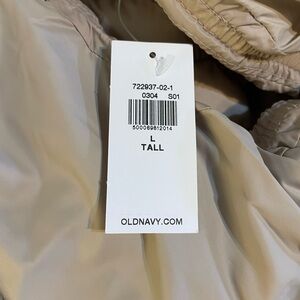 722937-02-1
0304 S01
500069812014
L
TALL
OLDNAVY.COM